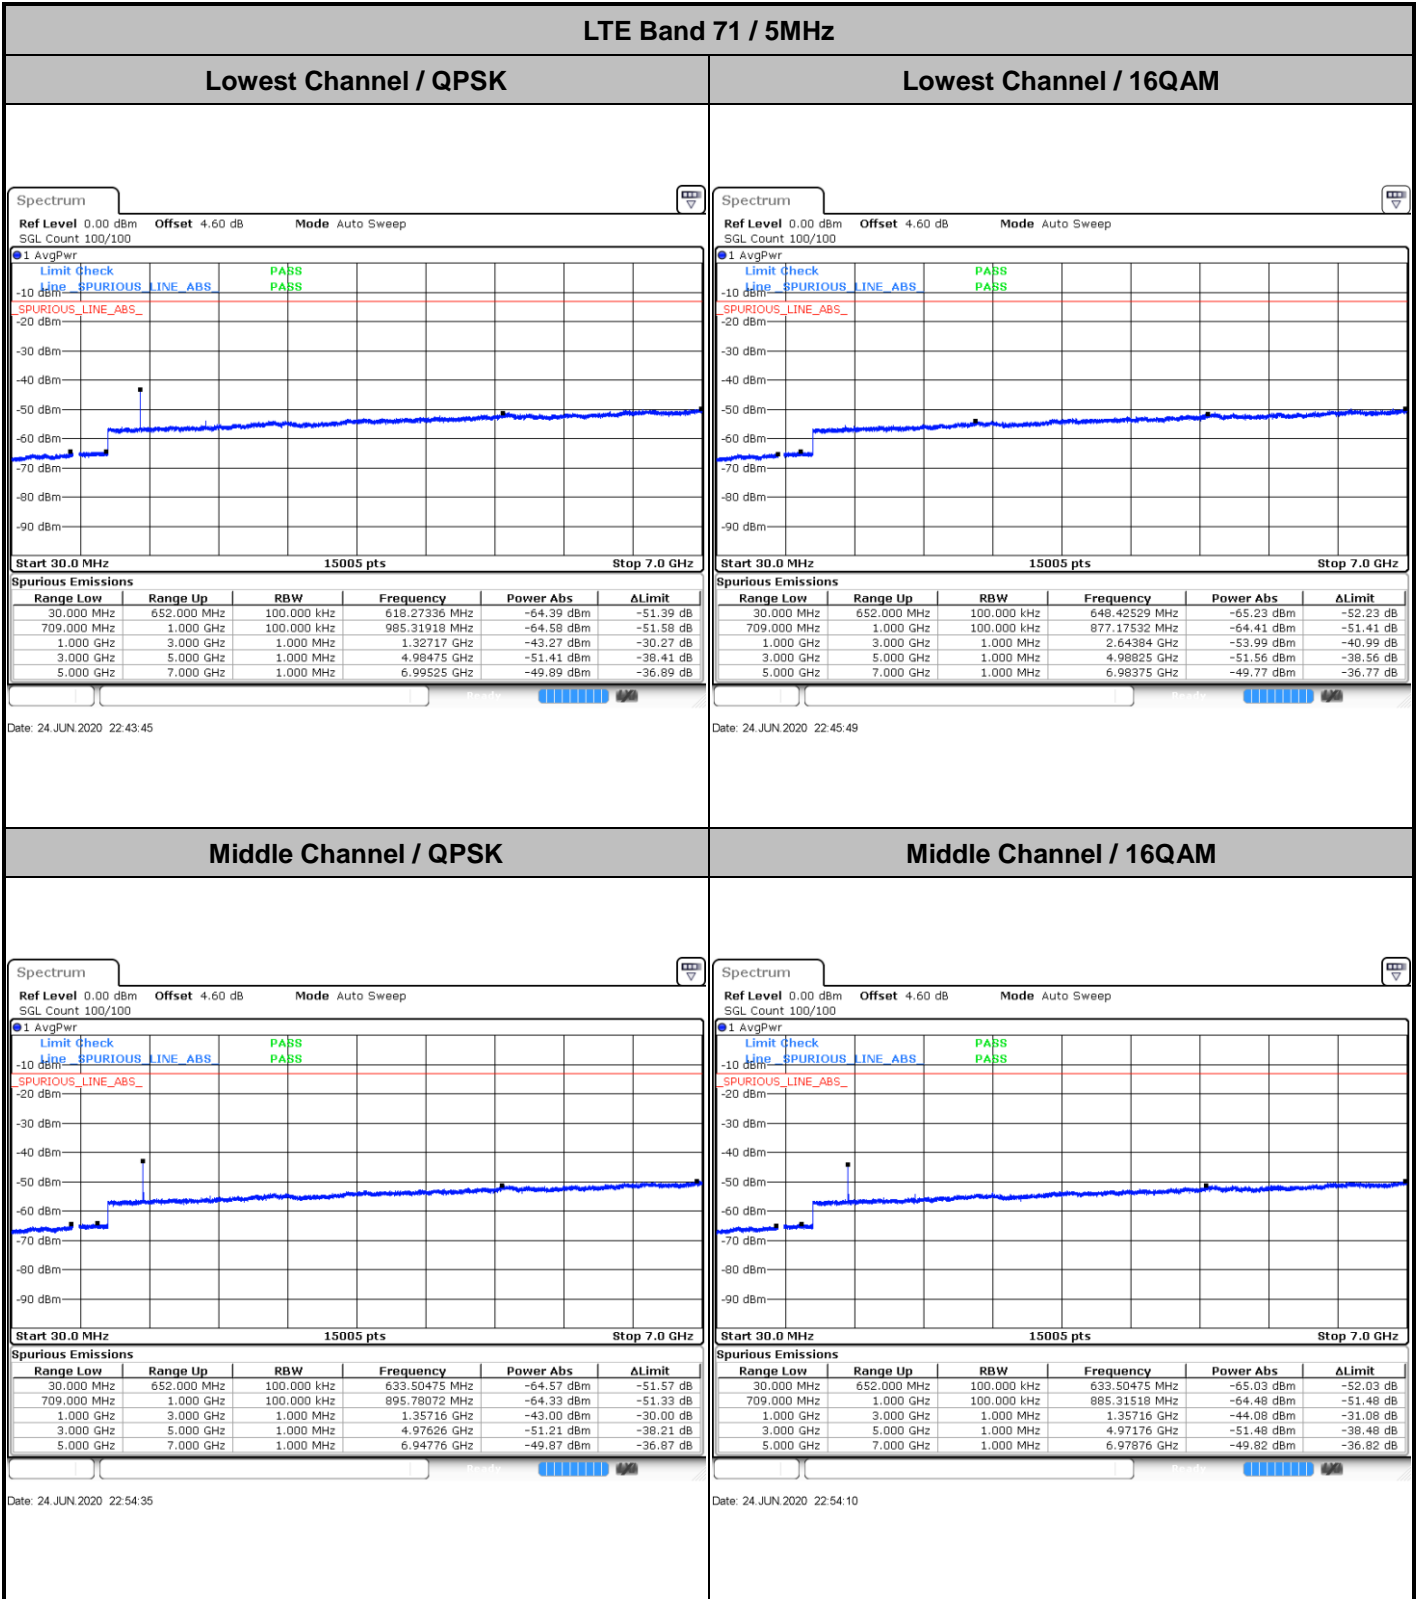 LTE Band 71 / 5MHz
Lowest Channel / QPSK
Lowest Channel / 16QAM
Spectrum
Ref Level 0.00 dBm Offset 4.60 dB Mode Auto Sweep
SGL Count 100/100
1 AvgPwr
Limit Check PASS
Line _SPURIOUS_LINE_ABS_ PASS
-10 dBm
_SPURIOUS_LINE_ABS_
-20 dBm
-30 dBm
-40 dBm
-50 dBm
-60 dBm
-70 dBm
-80 dBm
-90 dBm
Start 30.0 MHz 15005 pts Stop 7.0 GHz
Spurious Emissions
Range Low Range Up RBW Frequency Power Abs ΔLimit
30.000 MHz 652.000 MHz 100.000 kHz 618.27336 MHz -64.39 dBm -51.39 dB
709.000 MHz 1.000 GHz 100.000 kHz 985.31918 MHz -64.58 dBm -51.58 dB
1.000 GHz 3.000 GHz 1.000 MHz 1.32717 GHz -43.27 dBm -30.27 dB
3.000 GHz 5.000 GHz 1.000 MHz 4.98475 GHz -51.41 dBm -38.41 dB
5.000 GHz 7.000 GHz 1.000 MHz 6.99525 GHz -49.89 dBm -36.89 dB
Ready
Date: 24.JUN.2020 22:43:45
Spectrum
Ref Level 0.00 dBm Offset 4.60 dB Mode Auto Sweep
SGL Count 100/100
1 AvgPwr
Limit Check PASS
Line _SPURIOUS_LINE_ABS_ PASS
-10 dBm
_SPURIOUS_LINE_ABS_
-20 dBm
-30 dBm
-40 dBm
-50 dBm
-60 dBm
-70 dBm
-80 dBm
-90 dBm
Start 30.0 MHz 15005 pts Stop 7.0 GHz
Spurious Emissions
Range Low Range Up RBW Frequency Power Abs ΔLimit
30.000 MHz 652.000 MHz 100.000 kHz 648.42529 MHz -65.23 dBm -52.23 dB
709.000 MHz 1.000 GHz 100.000 kHz 877.17532 MHz -64.41 dBm -51.41 dB
1.000 GHz 3.000 GHz 1.000 MHz 2.64384 GHz -53.99 dBm -40.99 dB
3.000 GHz 5.000 GHz 1.000 MHz 4.98825 GHz -51.56 dBm -38.56 dB
5.000 GHz 7.000 GHz 1.000 MHz 6.98375 GHz -49.77 dBm -36.77 dB
Ready
Date: 24.JUN.2020 22:45:49
Middle Channel / QPSK
Middle Channel / 16QAM
Spectrum
Ref Level 0.00 dBm Offset 4.60 dB Mode Auto Sweep
SGL Count 100/100
1 AvgPwr
Limit Check PASS
Line _SPURIOUS_LINE_ABS_ PASS
-10 dBm
_SPURIOUS_LINE_ABS_
-20 dBm
-30 dBm
-40 dBm
-50 dBm
-60 dBm
-70 dBm
-80 dBm
-90 dBm
Start 30.0 MHz 15005 pts Stop 7.0 GHz
Spurious Emissions
Range Low Range Up RBW Frequency Power Abs ΔLimit
30.000 MHz 652.000 MHz 100.000 kHz 633.50475 MHz -64.57 dBm -51.57 dB
709.000 MHz 1.000 GHz 100.000 kHz 895.78072 MHz -64.33 dBm -51.33 dB
1.000 GHz 3.000 GHz 1.000 MHz 1.35716 GHz -43.00 dBm -30.00 dB
3.000 GHz 5.000 GHz 1.000 MHz 4.97626 GHz -51.21 dBm -38.21 dB
5.000 GHz 7.000 GHz 1.000 MHz 6.94776 GHz -49.87 dBm -36.87 dB
Ready
Date: 24.JUN.2020 22:54:35
Spectrum
Ref Level 0.00 dBm Offset 4.60 dB Mode Auto Sweep
SGL Count 100/100
1 AvgPwr
Limit Check PASS
Line _SPURIOUS_LINE_ABS_ PASS
-10 dBm
_SPURIOUS_LINE_ABS_
-20 dBm
-30 dBm
-40 dBm
-50 dBm
-60 dBm
-70 dBm
-80 dBm
-90 dBm
Start 30.0 MHz 15005 pts Stop 7.0 GHz
Spurious Emissions
Range Low Range Up RBW Frequency Power Abs ΔLimit
30.000 MHz 652.000 MHz 100.000 kHz 633.50475 MHz -65.03 dBm -52.03 dB
709.000 MHz 1.000 GHz 100.000 kHz 885.31518 MHz -64.48 dBm -51.48 dB
1.000 GHz 3.000 GHz 1.000 MHz 1.35716 GHz -44.08 dBm -31.08 dB
3.000 GHz 5.000 GHz 1.000 MHz 4.97176 GHz -51.48 dBm -38.48 dB
5.000 GHz 7.000 GHz 1.000 MHz 6.97876 GHz -49.82 dBm -36.82 dB
Ready
Date: 24.JUN.2020 22:54:10